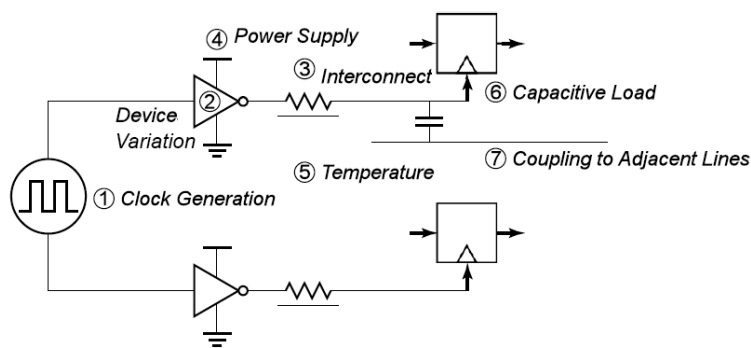 ④ Power Supply
③ Interconnect
②
Device
Variation
⑥ Capacitive Load
⑦ Coupling to Adjacent Lines
⑤ Temperature
① Clock Generation